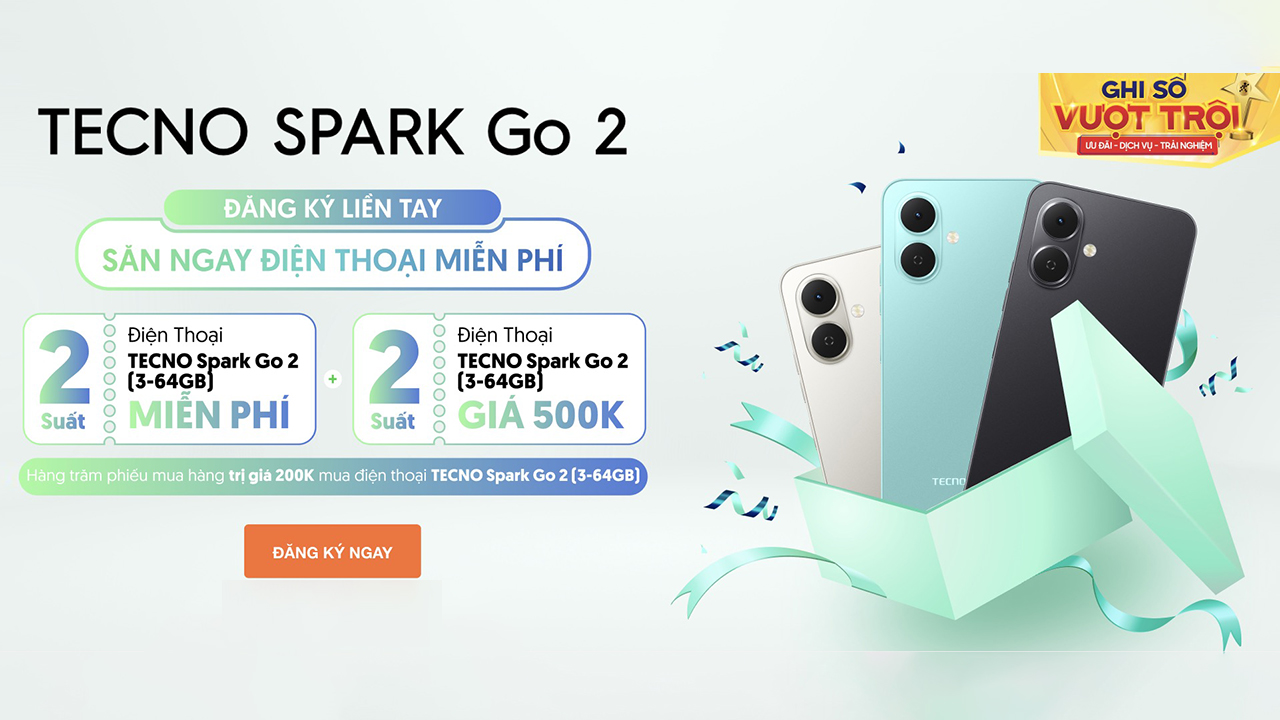 TECNO SPARK Go 2
GHI SỐ
VƯỢT TRỘI
ƯU ĐÃI - DỊCH VỤ - TRẢI NGHIỆM
ĐĂNG KÝ LIỀN TAY
SĂN NGAY ĐIỆN THOẠI MIỄN PHÍ
2
Suất
Điện Thoại
TECNO Spark Go 2
(3-64GB)
MIỄN PHÍ
+
2
Suất
Điện Thoại
TECNO Spark Go 2
(3-64GB)
GIÁ 500K
Hàng trăm phiếu mua hàng trị giá 200K mua điện thoại TECNO Spark Go 2 (3-64GB)
ĐĂNG KÝ NGAY